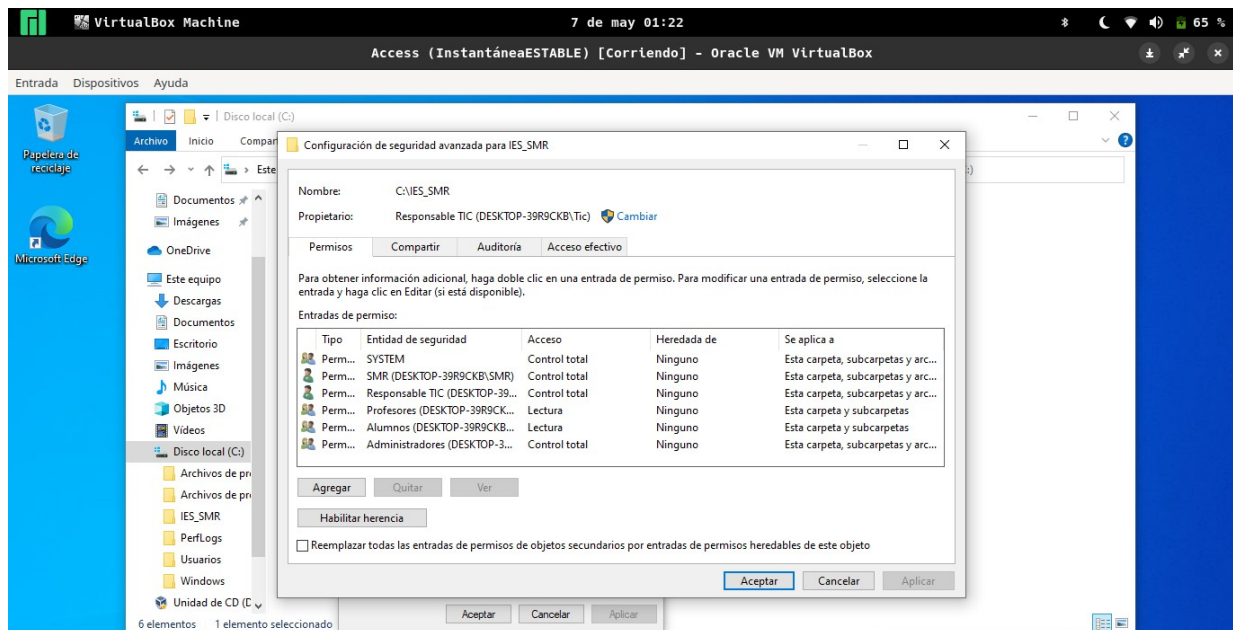 VirtualBox Machine 7 de may 01:22 65 %
Access (InstantáneaESTABLE) [Corriendo] - Oracle VM VirtualBox
Entrada Dispositivos Ayuda
Papelera de
reciclaje
Microsoft Edge
Disco local (C:)
Archivo Inicio Compart
Este
Documentos
Imágenes
OneDrive
Este equipo
Descargas
Documentos
Escritorio
Imágenes
Música
Objetos 3D
Vídeos
Disco local (C:)
Archivos de pr
Archivos de pr
IES_SMR
PerfLogs
Usuarios
Windows
Unidad de CD (D
6 elementos 1 elemento seleccionado
Configuración de seguridad avanzada para IES_SMR
Nombre: C:\IES_SMR
Propietario: Responsable TIC (DESKTOP-39R9CKB\Tic) Cambiar
Permisos Compartir Auditoría Acceso efectivo
Para obtener información adicional, haga doble clic en una entrada de permiso. Para modificar una entrada de permiso, seleccione la
entrada y haga clic en Editar (si está disponible).
Entradas de permiso:
Tipo Entidad de seguridad Acceso Heredada de Se aplica a
Perm... SYSTEM Control total Ninguno Esta carpeta, subcarpetas y arc...
Perm... SMR (DESKTOP-39R9CKB\SMR) Control total Ninguno Esta carpeta, subcarpetas y arc...
Perm... Responsable TIC (DESKTOP-39... Control total Ninguno Esta carpeta, subcarpetas y arc...
Perm... Profesores (DESKTOP-39R9CK... Lectura Ninguno Esta carpeta y subcarpetas
Perm... Alumnos (DESKTOP-39R9CKB... Lectura Ninguno Esta carpeta y subcarpetas
Perm... Administradores (DESKTOP-3... Control total Ninguno Esta carpeta, subcarpetas y arc...
Agregar Quitar Ver
Habilitar herencia
Reemplazar todas las entradas de permisos de objetos secundarios por entradas de permisos heredables de este objeto
Aceptar Cancelar Aplicar
Aceptar Cancelar Aplicar